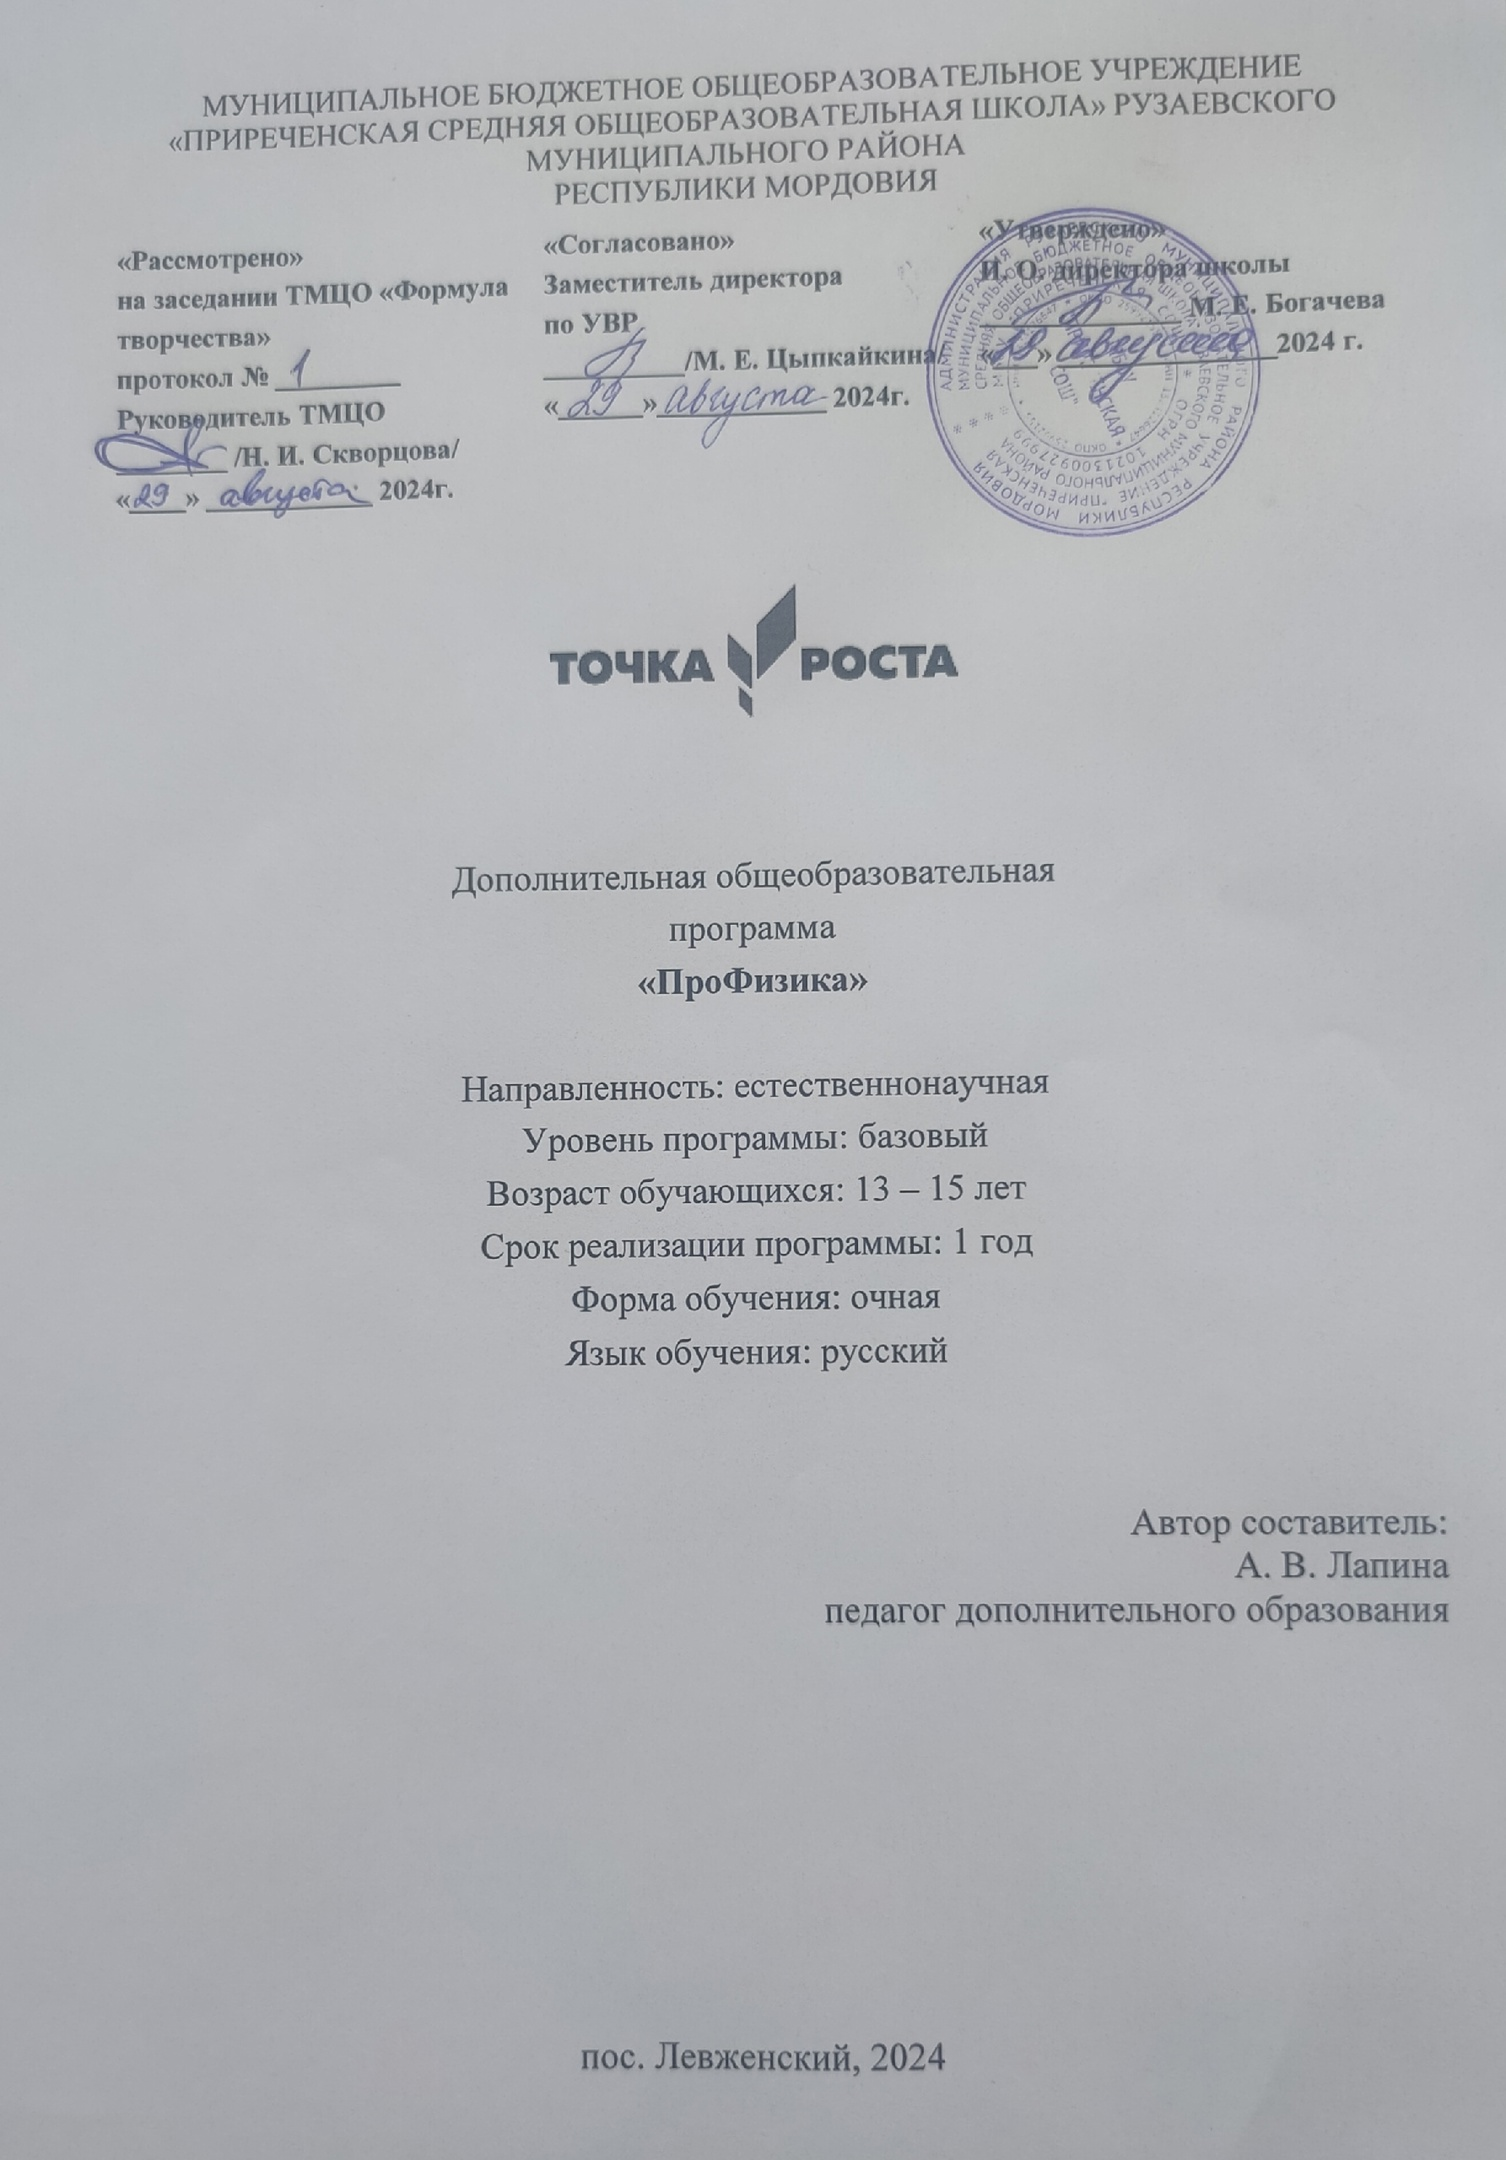 МУНИЦИПАЛЬНОЕ БЮДЖЕТНОЕ ОБЩЕОБРАЗОВАТЕЛЬНОЕ УЧРЕЖДЕНИЕ
«ПРИРЕЧЕНСКАЯ СРЕДНЯЯ ОБЩЕОБРАЗОВАТЕЛЬНАЯ ШКОЛА» РУЗАЕВСКОГО
МУНИЦИПАЛЬНОГО РАЙОНА
РЕСПУБЛИКИ МОРДОВИЯ
«Рассмотрено»
на заседании ТМЦО «Формула
творчества»
протокол № 1
Руководитель ТМЦО
/Н. И. Скворцова/
«29» августа 2024г.
«Согласовано»
Заместитель директора
по УВР
/М. Е. Цыпкайкина
«29» августа 2024г.
«Утверждено»
И. О. директора школы
М. Е. Богачева
«29» августа 2024 г.
ТОЧКА РОСТА
Дополнительная общеобразовательная
программа
«ПроФизика»
Направленность: естественнонаучная
Уровень программы: базовый
Возраст обучающихся: 13 – 15 лет
Срок реализации программы: 1 год
Форма обучения: очная
Язык обучения: русский
Автор составитель:
А. В. Лапина
педагог дополнительного образования
пос. Левженский, 2024